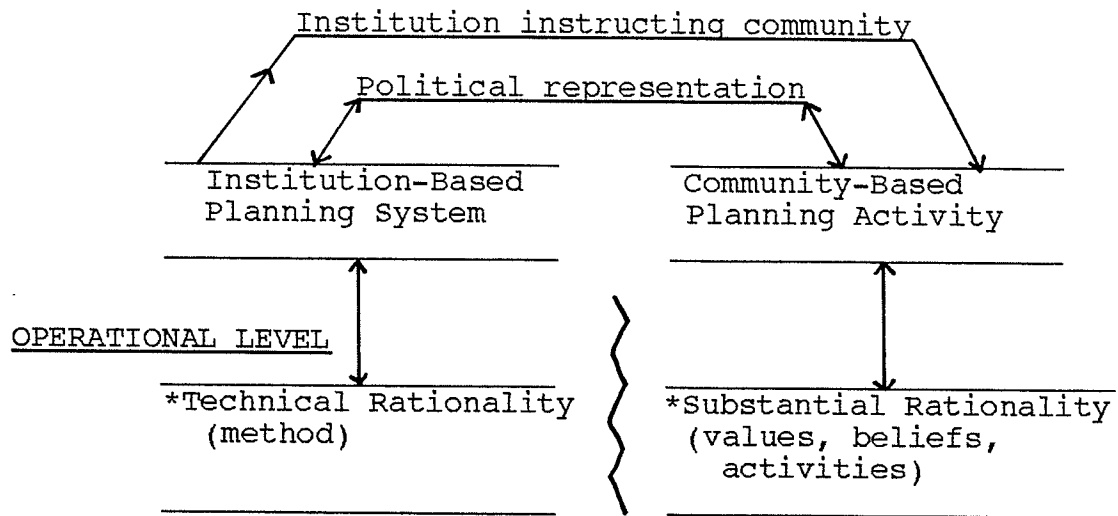 Institution instructing community
Political representation
Institution-Based
Planning System
Community-Based
Planning Activity
OPERATIONAL LEVEL
*Technical Rationality
(method)
*Substantial Rationality
(values, beliefs,
activities)